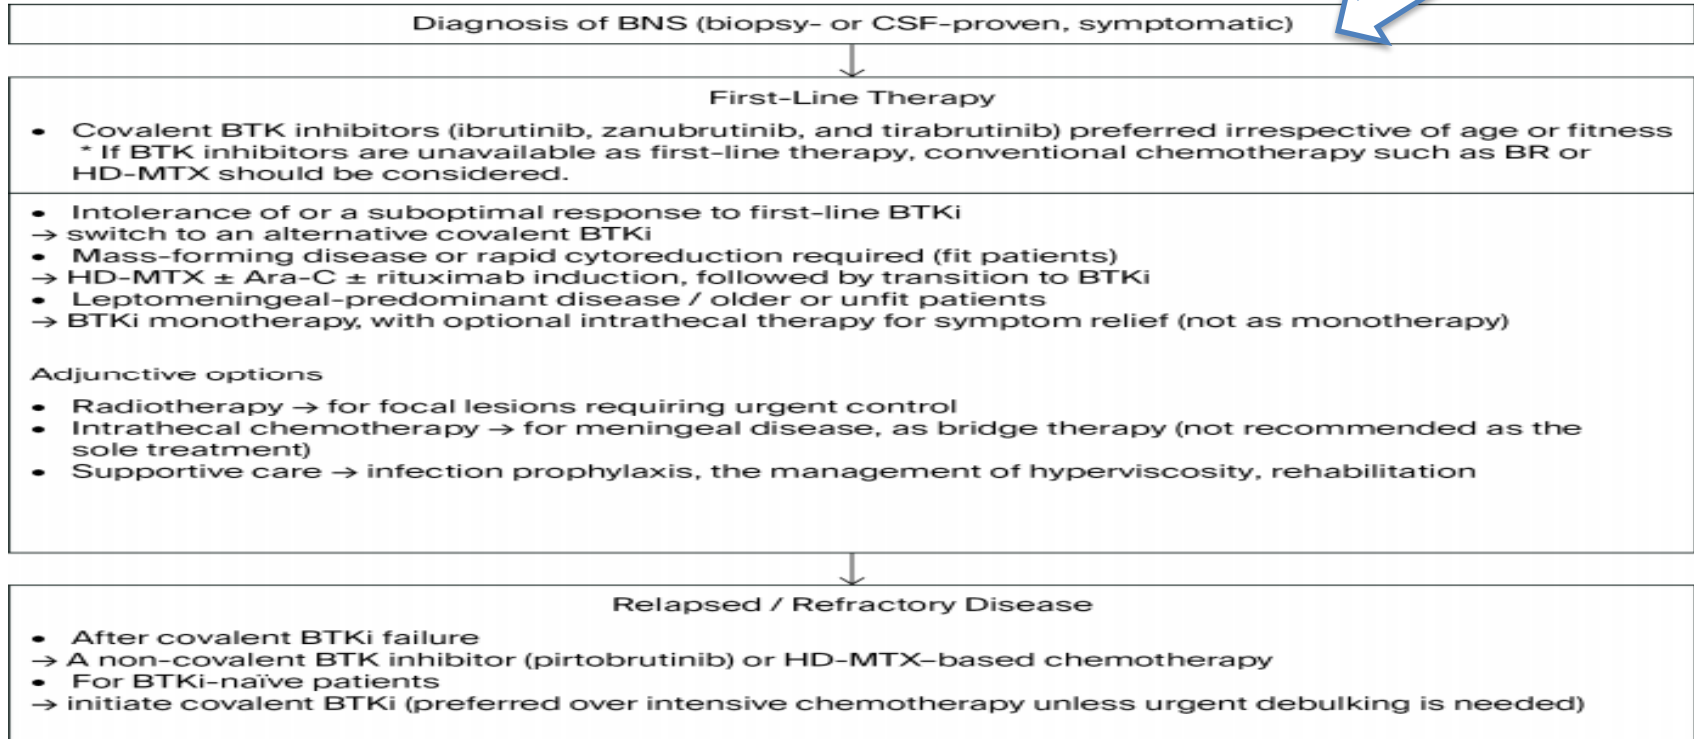 Diagnosis of BNS (biopsy- or CSF-proven, symptomatic)
First-Line Therapy
• Covalent BTK inhibitors (ibrutinib, zanubrutinib, and tirabrutinib) preferred irrespective of age or fitness
* If BTK inhibitors are unavailable as first-line therapy, conventional chemotherapy such as BR or
HD-MTX should be considered.
• Intolerance of or a suboptimal response to first-line BTKi
→ switch to an alternative covalent BTKi
• Mass-forming disease or rapid cytoreduction required (fit patients)
→ HD-MTX ± Ara-C ± rituximab induction, followed by transition to BTKi
• Leptomeningeal-predominant disease / older or unfit patients
→ BTKi monotherapy, with optional intrathecal therapy for symptom relief (not as monotherapy)
Adjunctive options
• Radiotherapy → for focal lesions requiring urgent control
• Intrathecal chemotherapy → for meningeal disease, as bridge therapy (not recommended as the
sole treatment)
• Supportive care → infection prophylaxis, the management of hyperviscosity, rehabilitation
Relapsed / Refractory Disease
• After covalent BTKi failure
→ A non-covalent BTK inhibitor (pirtobrutinib) or HD-MTX–based chemotherapy
• For BTKi-naïve patients
→ initiate covalent BTKi (preferred over intensive chemotherapy unless urgent debulking is needed)